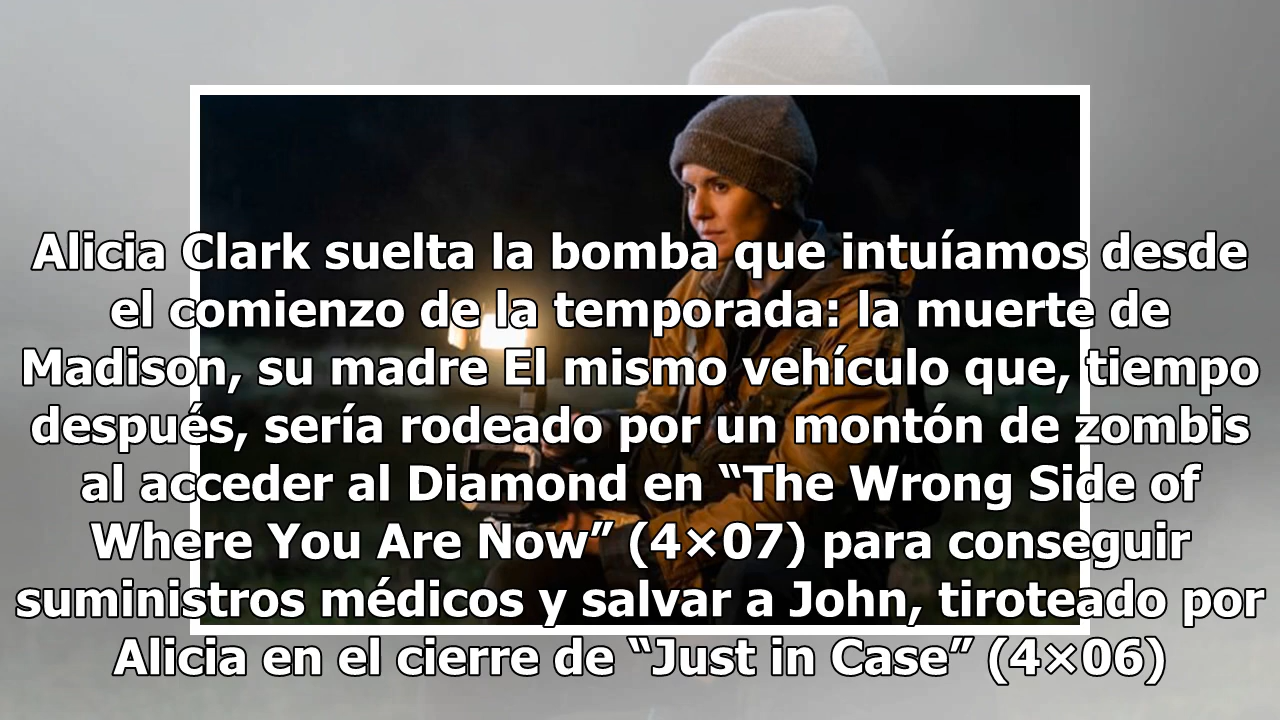 Alicia Clark suelta la bomba que intuíamos desde
el comienzo de la temporada: la muerte de
Madison, su madre El mismo vehículo que, tiempo
después, sería rodeado por un montón de zombis
al acceder al Diamond en “The Wrong Side of
Where You Are Now” (4×07) para conseguir
suministros médicos y salvar a John, tiroteado por
Alicia en el cierre de “Just in Case” (4×06)